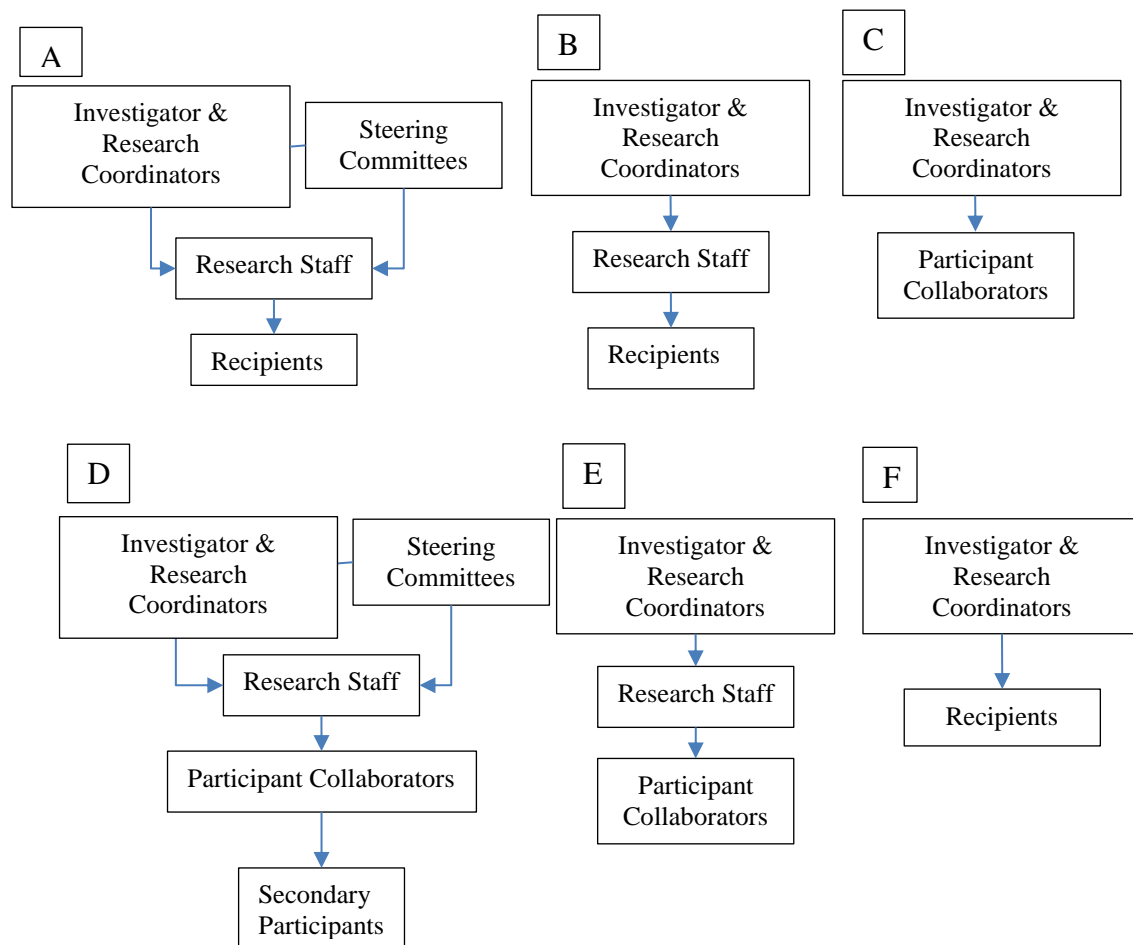 A
Investigator &
Research
Coordinators
Steering
Committees
Research Staff
Recipients
B
Investigator &
Research
Coordinators
Research Staff
Recipients
C
Investigator &
Research
Coordinators
Participant
Collaborators
D
Investigator &
Research
Coordinators
Steering
Committees
Research Staff
Participant Collaborators
Secondary
Participants
E
Investigator &
Research
Coordinators
Research Staff
Participant
Collaborators
F
Investigator &
Research
Coordinators
Recipients